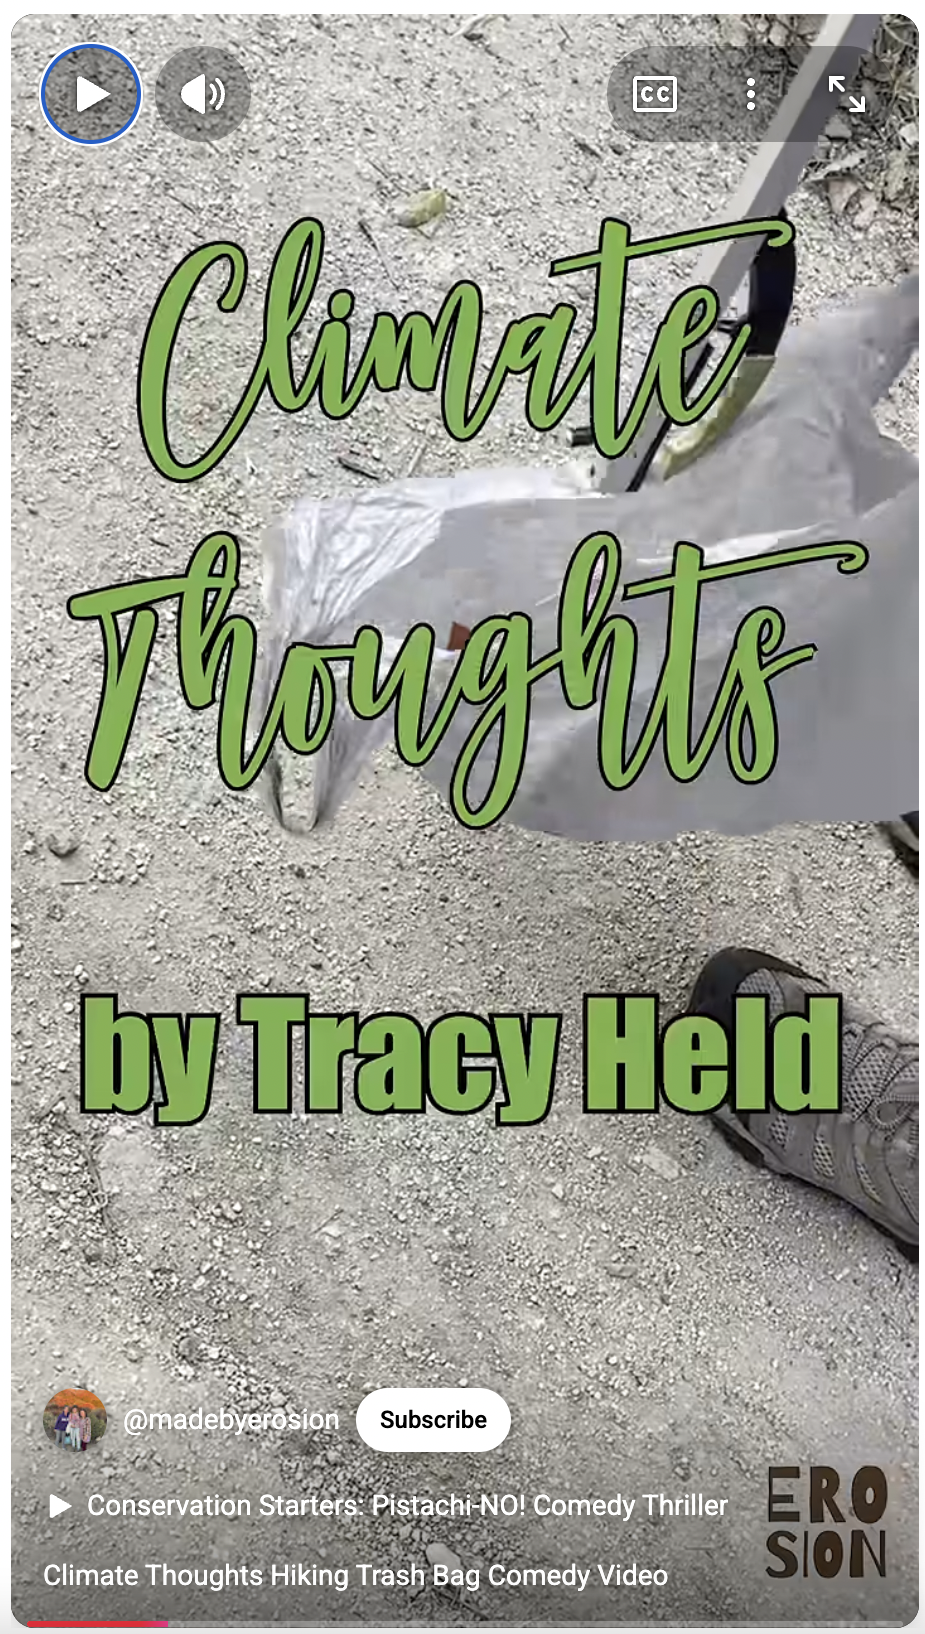 CC
Climate
Thoughts
by Tracy Held
@madebyerosion Subscribe
Conservation Starters: Pistachi-NO! Comedy Thriller
Climate Thoughts Hiking Trash Bag Comedy Video
ERO
SION